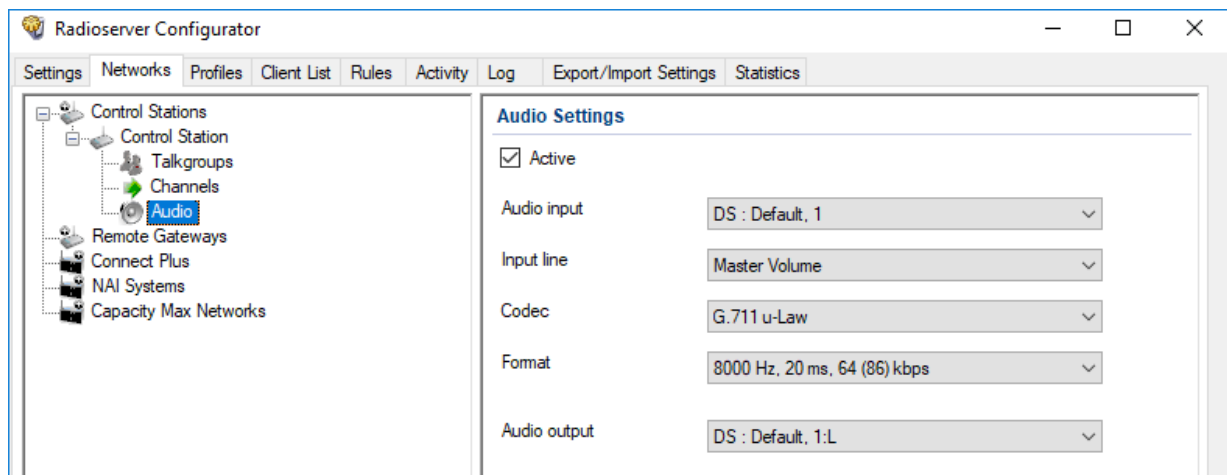 Radioserver Configurator
Settings Networks Profiles Client List Rules Activity Log Export/Import Settings Statistics
Control Stations
Control Station
Talkgroups
Channels
Audio
Remote Gateways
Connect Plus
NAI Systems
Capacity Max Networks
Audio Settings
Active
Audio input DS : Default, 1
Input line Master Volume
Codec G.711 u-Law
Format 8000 Hz, 20 ms, 64 (86) kbps
Audio output DS : Default, 1:L